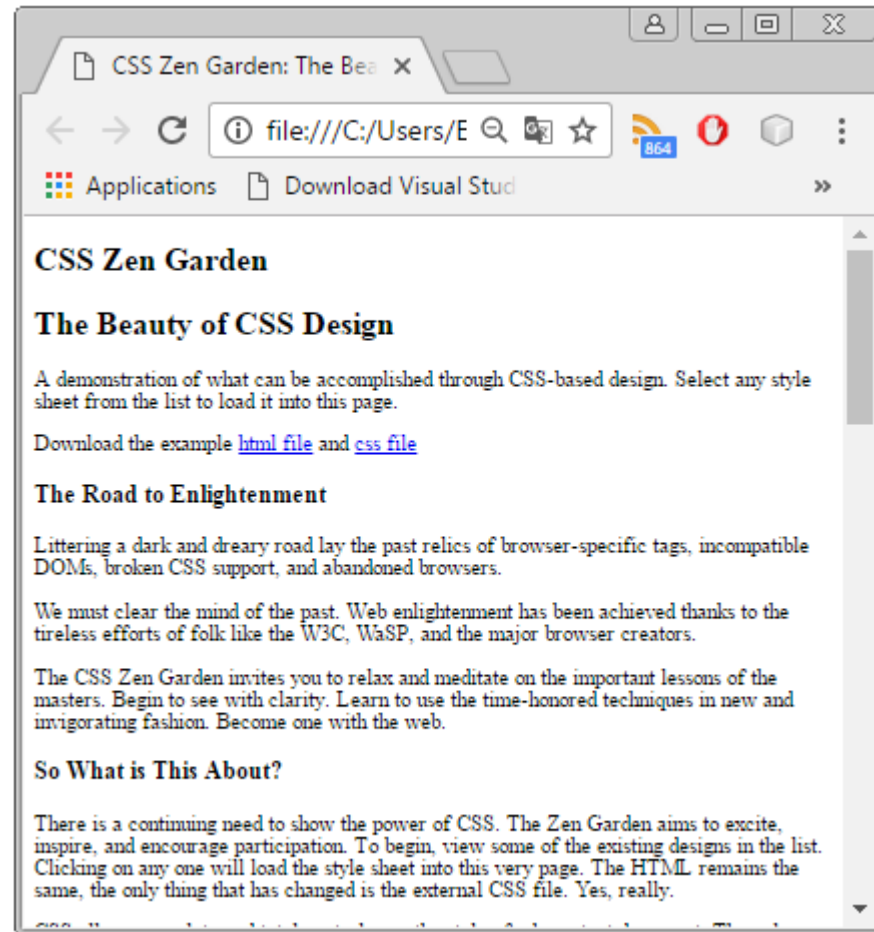 CSS Zen Garden: The Bea
file:///C:/Users/E
864
Applications Download Visual Stud
CSS Zen Garden
The Beauty of CSS Design
A demonstration of what can be accomplished through CSS-based design. Select any style
sheet from the list to load it into this page.
Download the example html file and css file
The Road to Enlightenment
Littering a dark and dreary road lay the past relics of browser-specific tags, incompatible
DOMs, broken CSS support, and abandoned browsers.
We must clear the mind of the past. Web enlightenment has been achieved thanks to the
tireless efforts of folk like the W3C, WaSP, and the major browser creators.
The CSS Zen Garden invites you to relax and meditate on the important lessons of the
masters. Begin to see with clarity. Learn to use the time-honored techniques in new and
invigorating fashion. Become one with the web.
So What is This About?
There is a continuing need to show the power of CSS. The Zen Garden aims to excite,
inspire, and encourage participation. To begin, view some of the existing designs in the list.
Clicking on any one will load the style sheet into this very page. The HTML remains the
same, the only thing that has changed is the external CSS file. Yes, really.